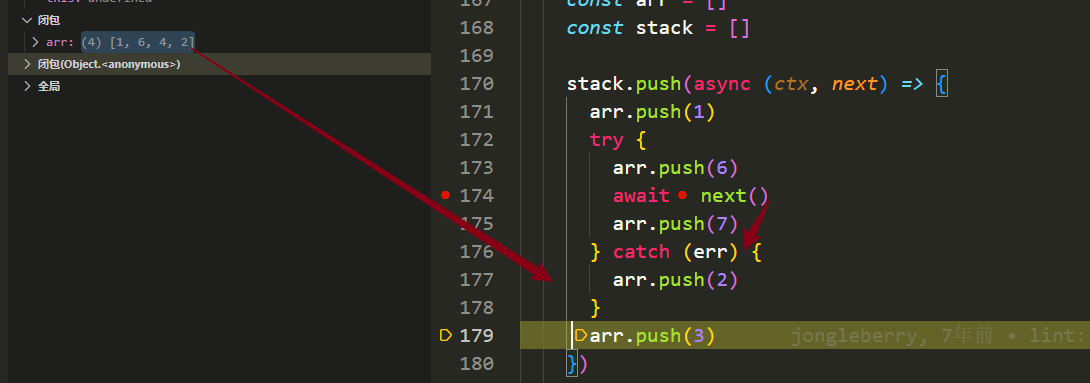 this: undefined
闭包
arr: (4) [1, 6, 4, 2]
闭包(Object.<anonymous>)
全局
167 const arr = []
168 const stack = []
169
170 stack.push(async (ctx, next) => {
171 arr.push(1)
172 try {
173 arr.push(6)
174 await next()
175 arr.push(7)
176 } catch (err) {
177 arr.push(2)
178 }
179 arr.push(3) jongleberry, 7年前 • lint:
180 })